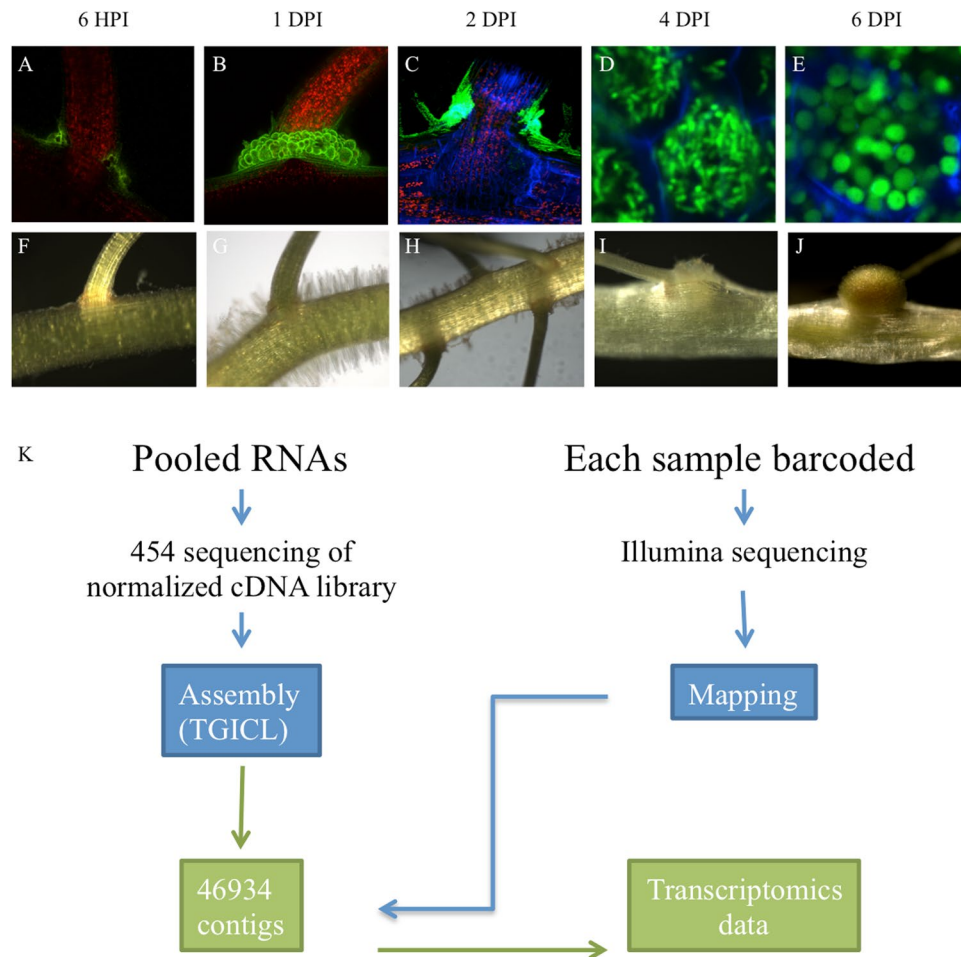 6 HPI 1 DPI 2 DPI 4 DPI 6 DPI
A B C D E
F G H I J
K
Pooled RNAs
454 sequencing of
normalized cDNA library
Assembly
(TGICL)
46934
contigs
Each sample barcoded
Illumina sequencing
Mapping
Transcriptomics
data